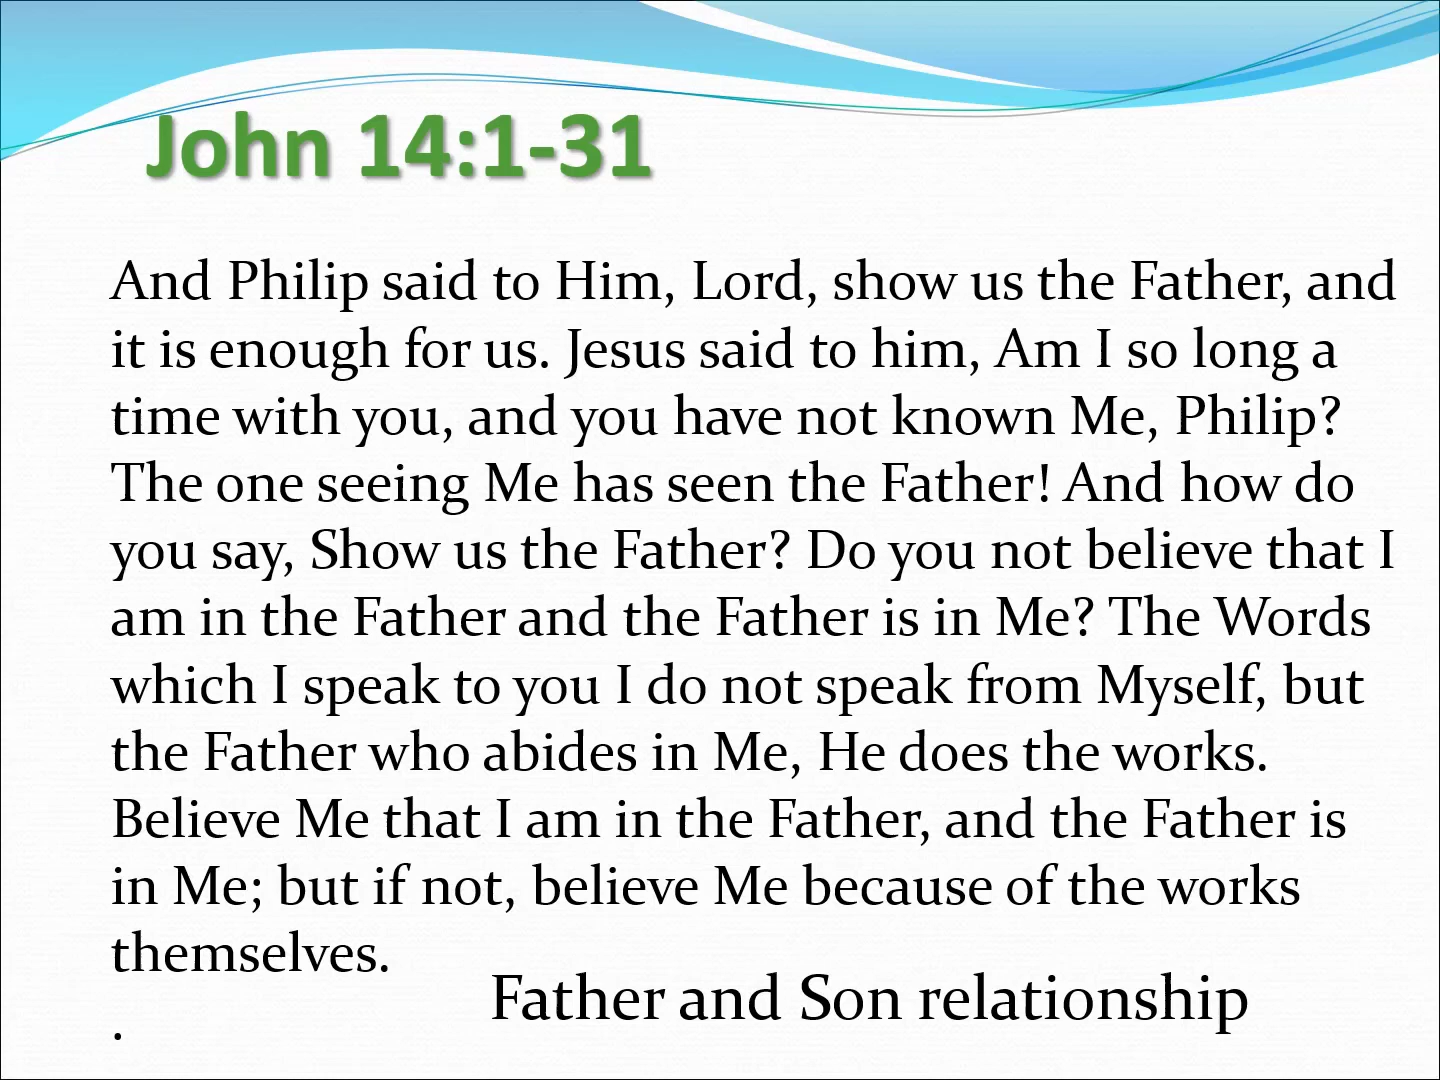 John 14:1-31
And Philip said to Him, Lord, show us the Father, and
it is enough for us. Jesus said to him, Am I so long a
time with you, and you have not known Me, Philip?
The one seeing Me has seen the Father! And how do
you say, Show us the Father? Do you not believe that I
am in the Father and the Father is in Me? The Words
which I speak to you I do not speak from Myself, but
the Father who abides in Me, He does the works.
Believe Me that I am in the Father, and the Father is
in Me; but if not, believe Me because of the works
themselves.
Father and Son relationship
.